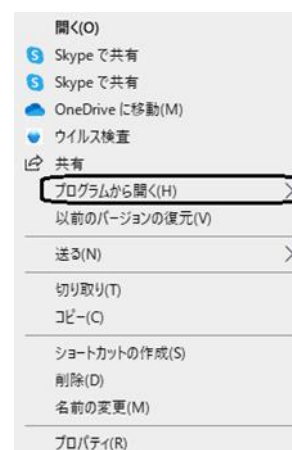 開く(O)
Skype で共有
Skype で共有
OneDrive に移動(M)
ウイルス検査
共有
プログラムから開く(H)
以前のバージョンの復元(V)
送る(N)
切り取り(T)
コピー(C)
ショートカットの作成(S)
削除(D)
名前の変更(M)
プロパティ(R)